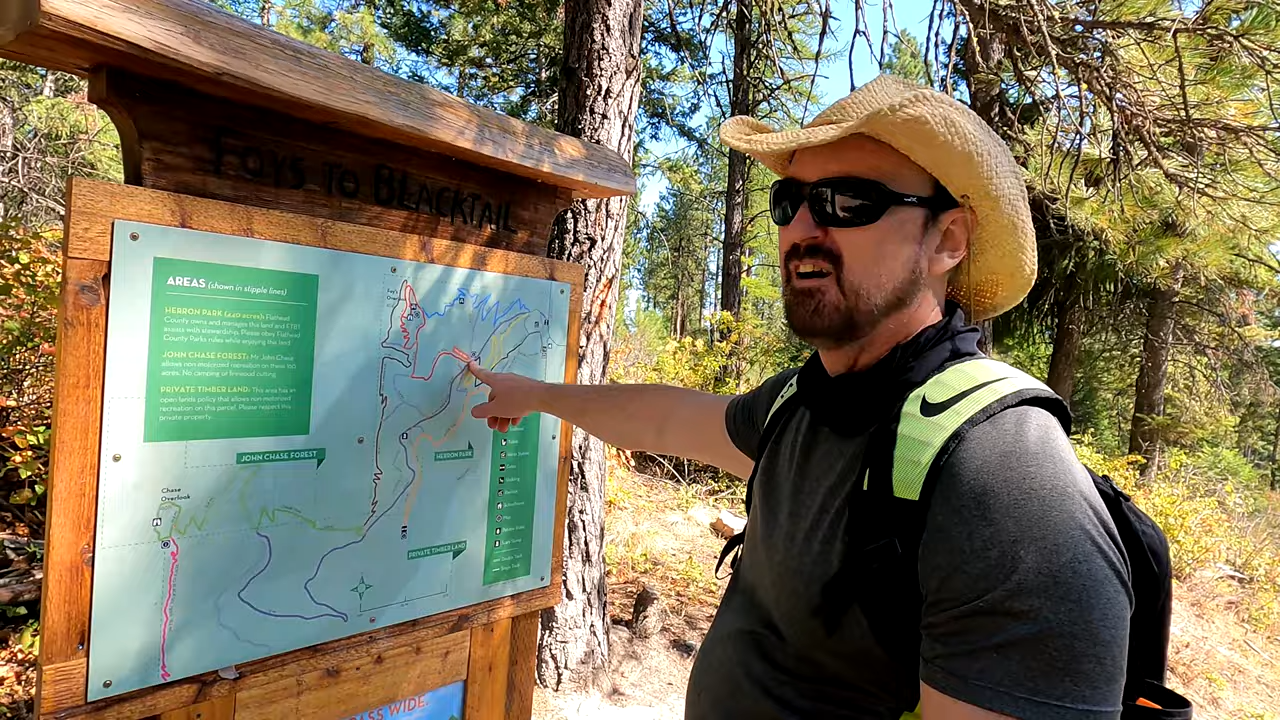 FOYS TO BLACKTAIL
AREAS (shown in stipple lines)
HERRON PARK (440 acres) Flathead
County owns and manages this land and FTBT
assists with stewardship. Please obey Flathead
County Parks rules while enjoying this land
JOHN CHASE FOREST: Mr John Chase
allows non motorized recreation on these 160
acres. No camping or firewood cutting.
PRIVATE TIMBER LAND: This area has an
open lands policy that allows non-motorized
recreation on this parcel. Please respect this
private property.
JOHN CHASE FOREST
HERRON PARK
Chase
Overlook
PRIVATE TIMBER LAND
PASS WIDE.